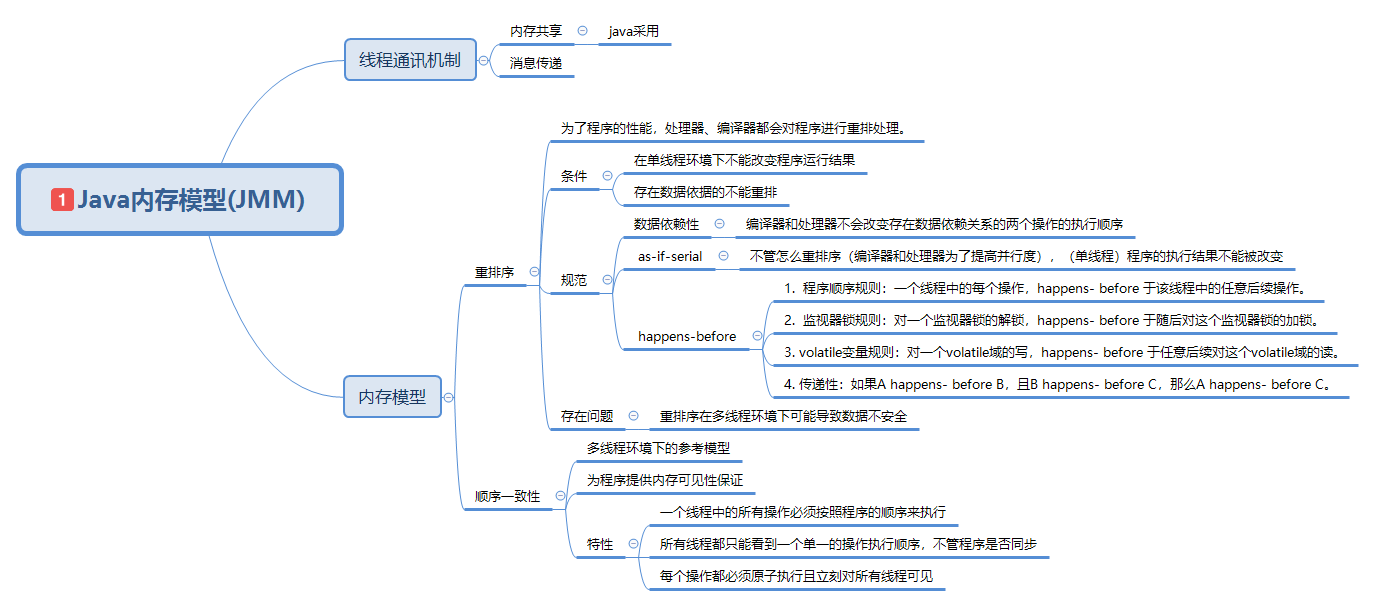 线程通讯机制
内存共享
java采用
消息传递
1 Java内存模型(JMM)
内存模型
重排序
为了程序的性能，处理器、编译器都会对程序进行重排处理。
条件
在单线程环境下不能改变程序运行结果
存在数据依据的不能重排
规范
数据依赖性
编译器和处理器不会改变存在数据依赖关系的两个操作的执行顺序
as-if-serial
不管怎么重排序（编译器和处理器为了提高并行度），（单线程）程序的执行结果不能被改变
happens-before
1. 程序顺序规则：一个线程中的每个操作，happens- before 于该线程中的任意后续操作。
2. 监视器锁规则：对一个监视器锁的解锁，happens- before 于随后对这个监视器锁的加锁。
3. volatile变量规则：对一个volatile域的写，happens- before 于任意后续对这个volatile域的读。
4. 传递性：如果A happens- before B，且B happens- before C，那么A happens- before C。
存在问题
重排序在多线程环境下可能导致数据不安全
顺序一致性
多线程环境下的参考模型
为程序提供内存可见性保证
特性
一个线程中的所有操作必须按照程序的顺序来执行
所有线程都只能看到一个单一的操作执行顺序，不管程序是否同步
每个操作都必须原子执行且立刻对所有线程可见